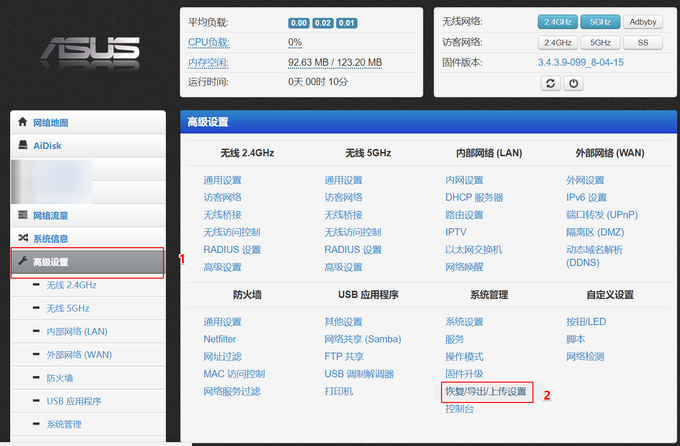 ASUS
平均负载: 0.00 0.02 0.01
CPU负载: 0%
内存空闲: 92.63 MB / 123.20 MB
运行时间: 0天 00时 10分
无线网络: 2.4GHz 5GHz Adbyby
访客网络: 2.4GHz 5GHz SS
固件版本: 3.4.3.9-099_8-04-15
网络地图
AiDisk
网络流量
系统信息
高级设置 1
无线 2.4GHz
无线 5GHz
内部网络 (LAN)
外部网络 (WAN)
防火墙
USB 应用程序
系统管理
高级设置
无线 2.4GHz
通用设置
访客网络
无线桥接
无线访问控制
RADIUS 设置
高级设置
无线 5GHz
通用设置
访客网络
无线桥接
无线访问控制
RADIUS 设置
高级设置
内部网络 (LAN)
内网设置
DHCP 服务器
路由设置
IPTV
以太网交换机
网络唤醒
外部网络 (WAN)
外网设置
IPv6 设置
端口转发 (UPnP)
隔离区 (DMZ)
动态域名解析
(DDNS)
防火墙
通用设置
Netfilter
网址过滤
MAC 访问控制
网络服务过滤
USB 应用程序
其他设置
网络共享 (Samba)
FTP 共享
USB 调制解调器
打印机
系统管理
系统设置
服务
操作模式
固件升级
恢复/导出/上传设置 2
控制台
自定义设置
按钮/LED
脚本
网络检测